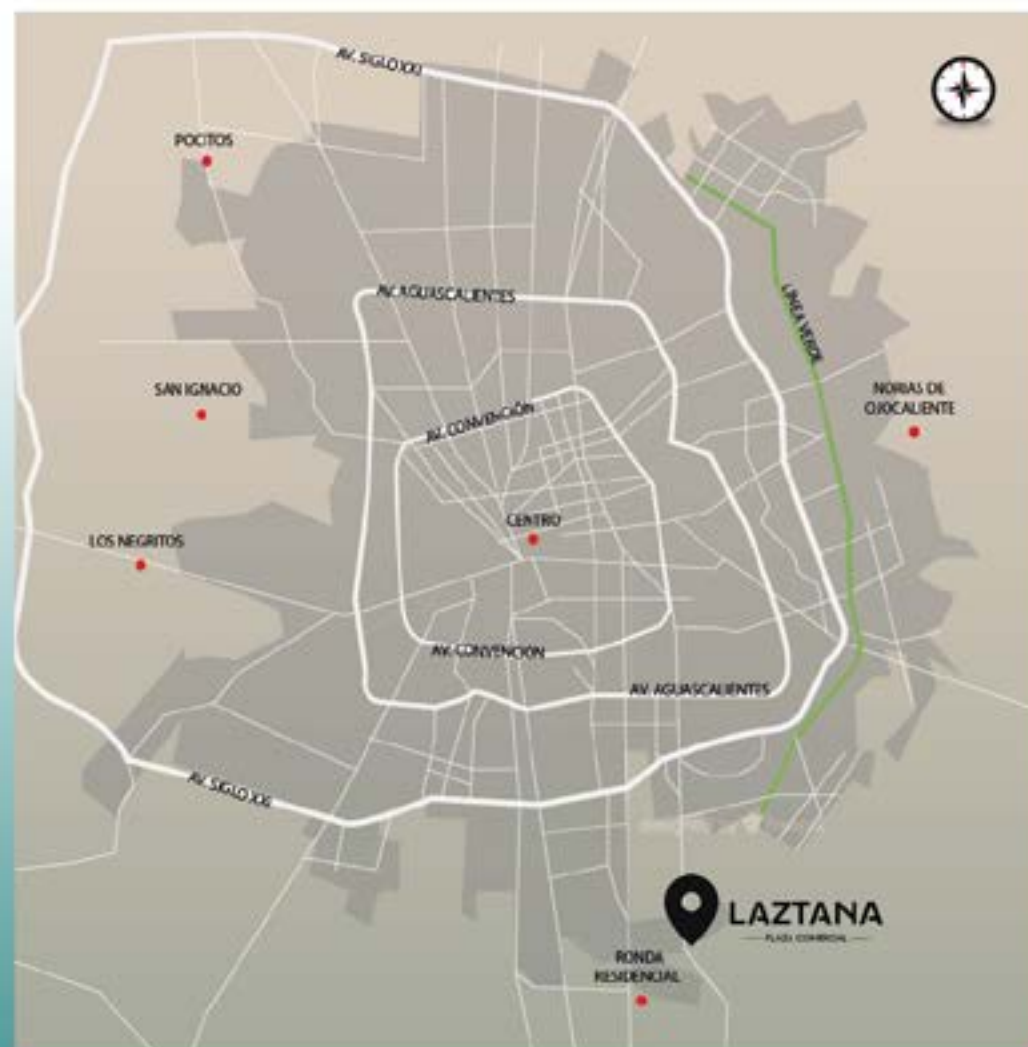 AV. SIGLO XXI
POCITOS
AV. AGUASCALIENTES
LÍNEA VERDE
SAN IGNACIO
NORIAS DE
OJOCALIENTE
AV. CONVENCIÓN
CENTRO
LOS NEGRITOS
AV. CONVENCIÓN
AV. AGUASCALIENTES
AV. SIGLO XXI
LAZTANA
PLAZA COMERCIAL
RONDA
RESIDENCIAL